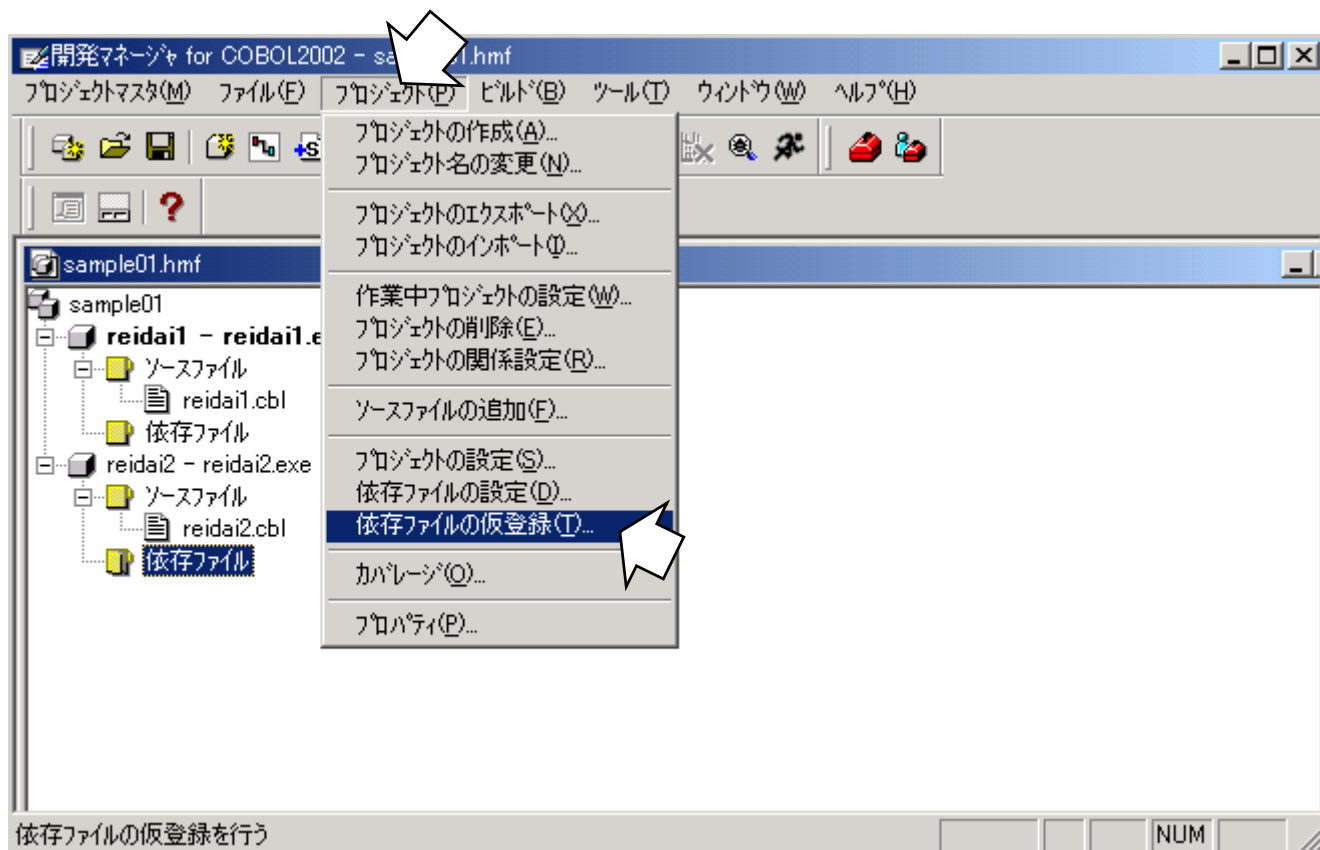 開発ﾏﾈｰｼﾞｬ for COBOL2002 - sa
1.hmf
ﾌﾟﾛｼﾞｪｸﾄﾏｽﾀ(M) ﾌｧｲﾙ(F) ﾌﾟﾛｼﾞｪｸﾄ(P) ﾋﾞﾙﾄﾞ(B) ﾂｰﾙ(T) ｳｨﾝﾄﾞｳ(W) ﾍﾙﾌﾟ(H)
ﾌﾟﾛｼﾞｪｸﾄの作成(A)...
ﾌﾟﾛｼﾞｪｸﾄ名の変更(N)...
ﾌﾟﾛｼﾞｪｸﾄのｴｸｽﾎﾟｰﾄ(X)...
ﾌﾟﾛｼﾞｪｸﾄのｲﾝﾎﾟｰﾄ(I)...
作業中ﾌﾟﾛｼﾞｪｸﾄの設定(W)...
ﾌﾟﾛｼﾞｪｸﾄの削除(E)...
ﾌﾟﾛｼﾞｪｸﾄの関係設定(R)...
ｿｰｽﾌｧｲﾙの追加(F)...
ﾌﾟﾛｼﾞｪｸﾄの設定(S)...
依存ﾌｧｲﾙの設定(D)...
依存ﾌｧｲﾙの仮登録(T)...
ｶﾊﾞﾚｰｼﾞ(O)...
ﾌﾟﾛﾊﾟﾃｨ(P)...
sample01.hmf
sample01
reidai1 - reidai1.e
ｿｰｽﾌｧｲﾙ
reidai1.cbl
依存ﾌｧｲﾙ
reidai2 - reidai2.exe
ｿｰｽﾌｧｲﾙ
reidai2.cbl
依存ﾌｧｲﾙ
依存ﾌｧｲﾙの仮登録を行う
NUM